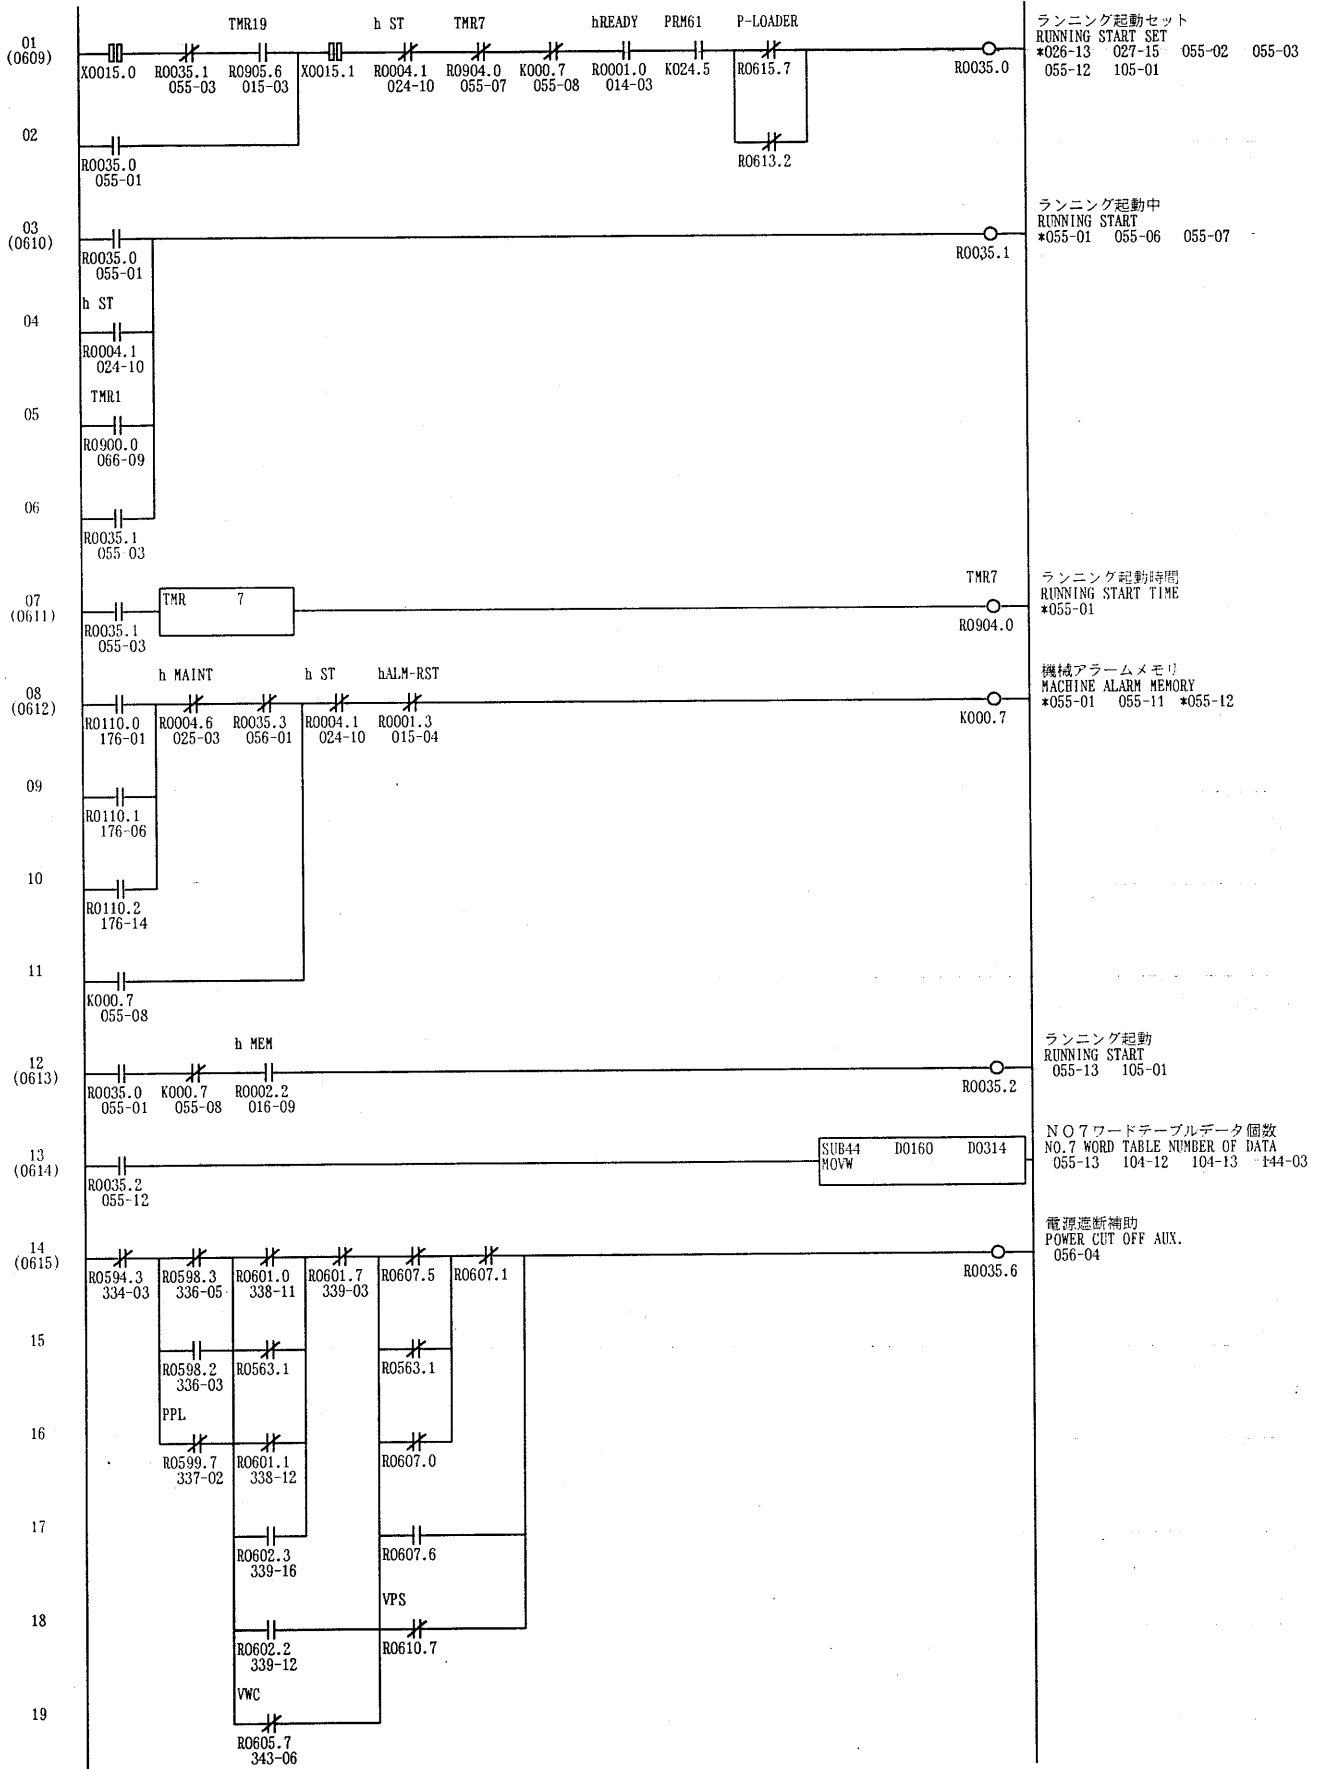 TMR19 h ST TMR7 hREADY PRM61 P-LOADER ランニング起動セット
01 RUNNING START SET
(0609) *026-13 027-15 055-02 055-03
X0015.0 R0035.1 R0905.6 X0015.1 R0004.1 R0904.0 K000.7 R0001.0 K024.5 R0615.7 R0035.0 055-12 105-01
055-03 015-03 024-10 055-07 055-08 014-03
02
R0035.0 R0613.2
055-01
ランニング起動中
03 RUNNING START
(0610) *055-01 055-06 055-07
R0035.0 R0035.1
055-01
h ST
04
R0004.1
024-10
TMR1
05
R0900.0
066-09
06
R0035.1
055-03
TMR7 ランニング起動時間
07 TMR 7 RUNNING START TIME
(0611) *055-01
R0035.1 R0904.0
055-03
h MAINT h ST hALM-RST 機械アラームメモリ
08 MACHINE ALARM MEMORY
(0612) *055-01 055-11 *055-12
R0110.0 R0004.6 R0035.3 R0004.1 R0001.3 K000.7
176-01 025-03 056-01 024-10 015-04
09
R0110.1
176-06
10
R0110.2
176-14
11
K000.7
055-08
h MEM ランニング起動
12 RUNNING START
(0613) 055-13 105-01
R0035.0 K000.7 R0002.2 R0035.2
055-01 055-08 016-09
NO7ワードテーブルデータ個数
13 SUB44 D0160 D0314 NO.7 WORD TABLE NUMBER OF DATA
(0614) MOVW 055-13 104-12 104-13 144-03
R0035.2
055-12
電源遮断補助
14 POWER CUT OFF AUX.
(0615) 056-04
R0594.3 R0598.3 R0601.0 R0601.7 R0607.5 R0607.1 R0035.6
334-03 336-05 338-11 339-03
15
R0598.2 R0563.1 R0563.1
336-03
PPL
16
R0599.7 R0601.1 R0607.0
337-02 338-12
17
R0602.3 R0607.6
339-16
VPS
18
R0602.2 R0610.7
339-12
VWC
19
R0605.7
343-06